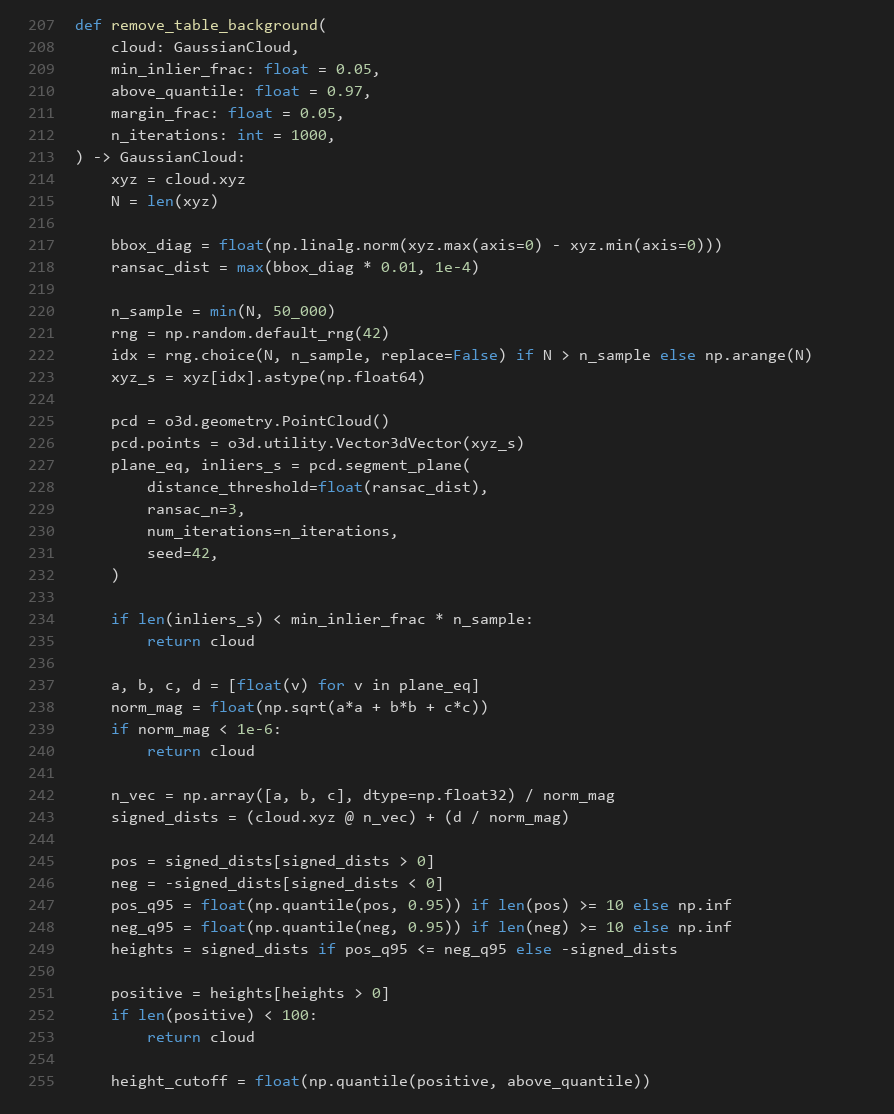 207 def remove_table_background(
208     cloud: GaussianCloud,
209     min_inlier_frac: float = 0.05,
210     above_quantile: float = 0.97,
211     margin_frac: float = 0.05,
212     n_iterations: int = 1000,
213 ) -> GaussianCloud:
214     xyz = cloud.xyz
215     N = len(xyz)
216
217     bbox_diag = float(np.linalg.norm(xyz.max(axis=0) - xyz.min(axis=0)))
218     ransac_dist = max(bbox_diag * 0.01, 1e-4)
219
220     n_sample = min(N, 50_000)
221     rng = np.random.default_rng(42)
222     idx = rng.choice(N, n_sample, replace=False) if N > n_sample else np.arange(N)
223     xyz_s = xyz[idx].astype(np.float64)
224
225     pcd = o3d.geometry.PointCloud()
226     pcd.points = o3d.utility.Vector3dVector(xyz_s)
227     plane_eq, inliers_s = pcd.segment_plane(
228         distance_threshold=float(ransac_dist),
229         ransac_n=3,
230         num_iterations=n_iterations,
231         seed=42,
232     )
233
234     if len(inliers_s) < min_inlier_frac * n_sample:
235         return cloud
236
237     a, b, c, d = [float(v) for v in plane_eq]
238     norm_mag = float(np.sqrt(a*a + b*b + c*c))
239     if norm_mag < 1e-6:
240         return cloud
241
242     n_vec = np.array([a, b, c], dtype=np.float32) / norm_mag
243     signed_dists = (cloud.xyz @ n_vec) + (d / norm_mag)
244
245     pos = signed_dists[signed_dists > 0]
246     neg = -signed_dists[signed_dists < 0]
247     pos_q95 = float(np.quantile(pos, 0.95)) if len(pos) >= 10 else np.inf
248     neg_q95 = float(np.quantile(neg, 0.95)) if len(neg) >= 10 else np.inf
249     heights = signed_dists if pos_q95 <= neg_q95 else -signed_dists
250
251     positive = heights[heights > 0]
252     if len(positive) < 100:
253         return cloud
254
255     height_cutoff = float(np.quantile(positive, above_quantile))